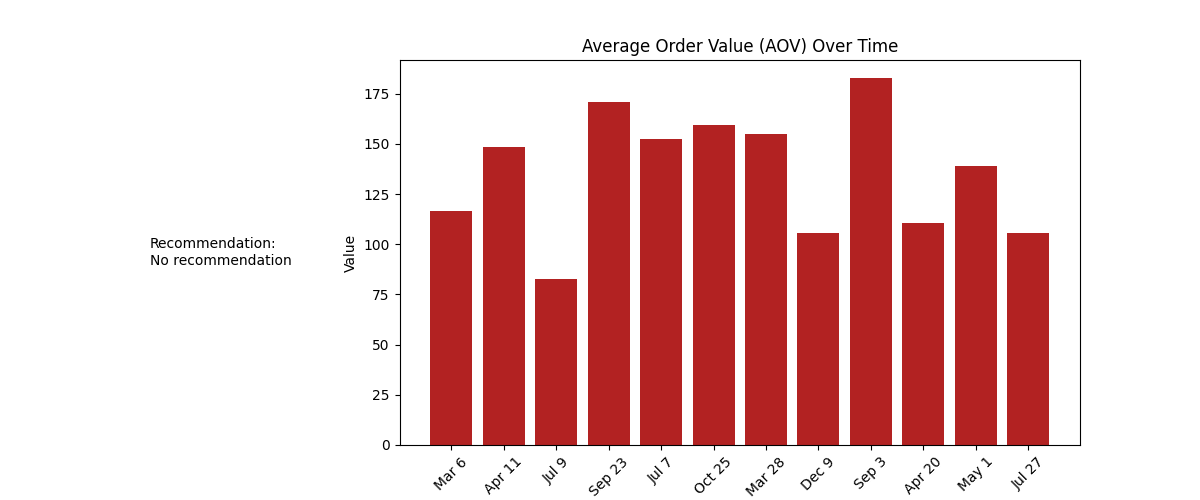 Average Order Value (AOV) Over Time
Recommendation:
No recommendation
Value
175
150
125
100
75
50
25
0
Mar 6
Apr 11
Jul 9
Sep 23
Jul 7
Oct 25
Mar 28
Dec 9
Sep 3
Apr 20
May 1
Jul 27